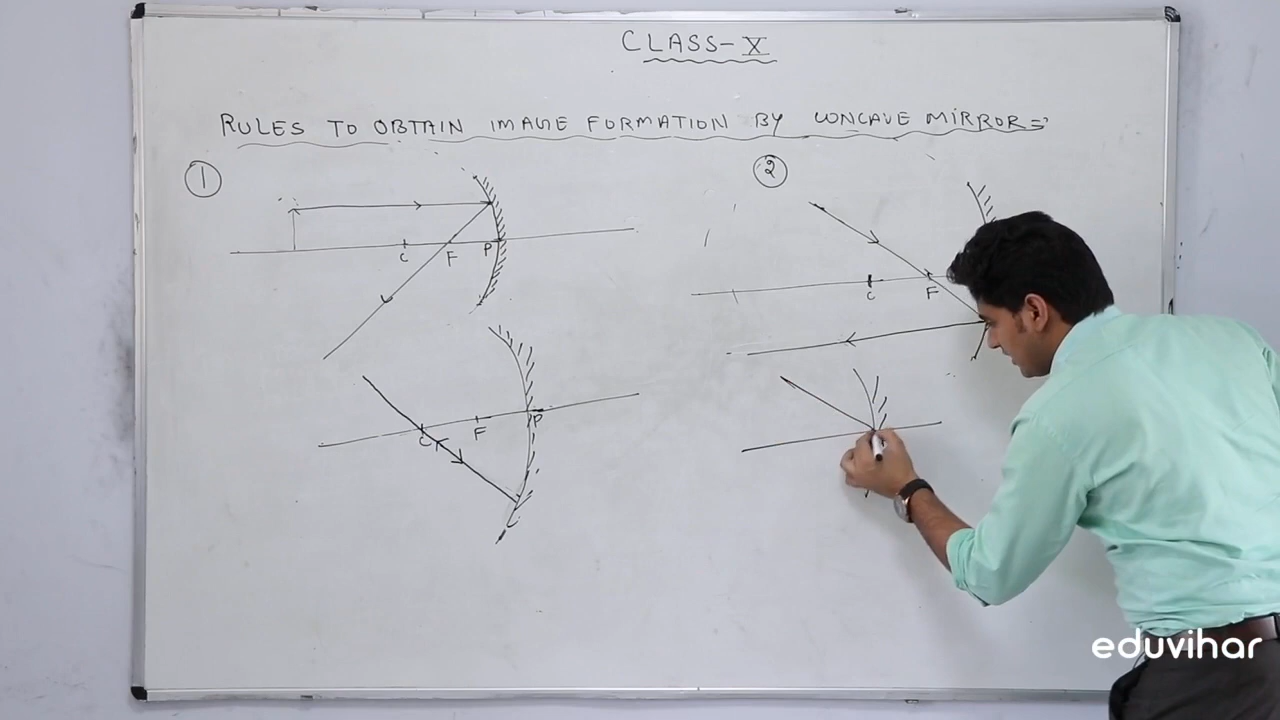 CLASS-X
RULES TO OBTAIN IMAGE FORMATION BY CONCAVE MIRROR=>
1
C F P
2
C F
C F P
eduvihar